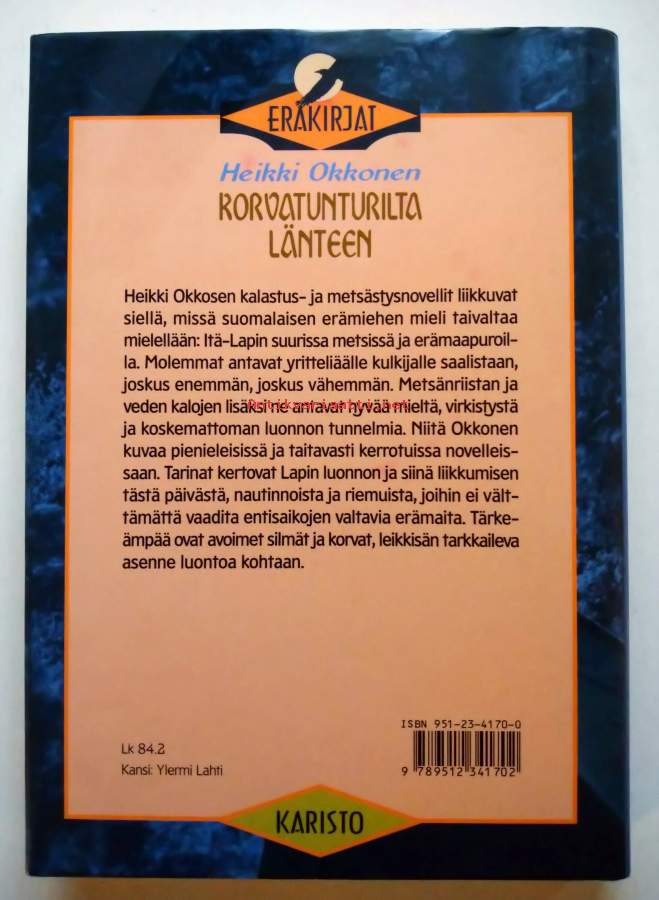 ERÄKIRJAT
Heikki Okkonen
KORVATUNTURILTA
LÄNTEEN
Heikki Okkosen kalastus- ja metsästysnovellit liikkuvat
siellä, missä suomalaisen erämiehen mieli taivaltaa
mielellään: Itä-Lapin suurissa metsissä ja erämaapuroil-
la. Molemmat antavat yritteliäälle kulkijalle saalistaan,
joskus enemmän, joskus vähemmän. Metsänriistan ja
veden kalojen lisäksi ne antavat hyvää mieltä, virkistystä
ja koskemattoman luonnon tunnelmia. Niitä Okkonen
kuvaa pienieleisissä ja taitavasti kerrotuissa novelleis-
saan. Tarinat kertovat Lapin luonnon ja siinä liikkumisen
tästä päivästä, nautinnoista ja riemuista, joihin ei vält-
tämättä vaadita entisaikojen valtavia erämaita. Tärke-
ämpää ovat avoimet silmät ja korvat, leikkisän tarkkaileva
asenne luontoa kohtaan.
ISBN 951-23-4170-0
Lk 84.2
Kansi: Ylermi Lahti
9 789512 341702
KARISTO